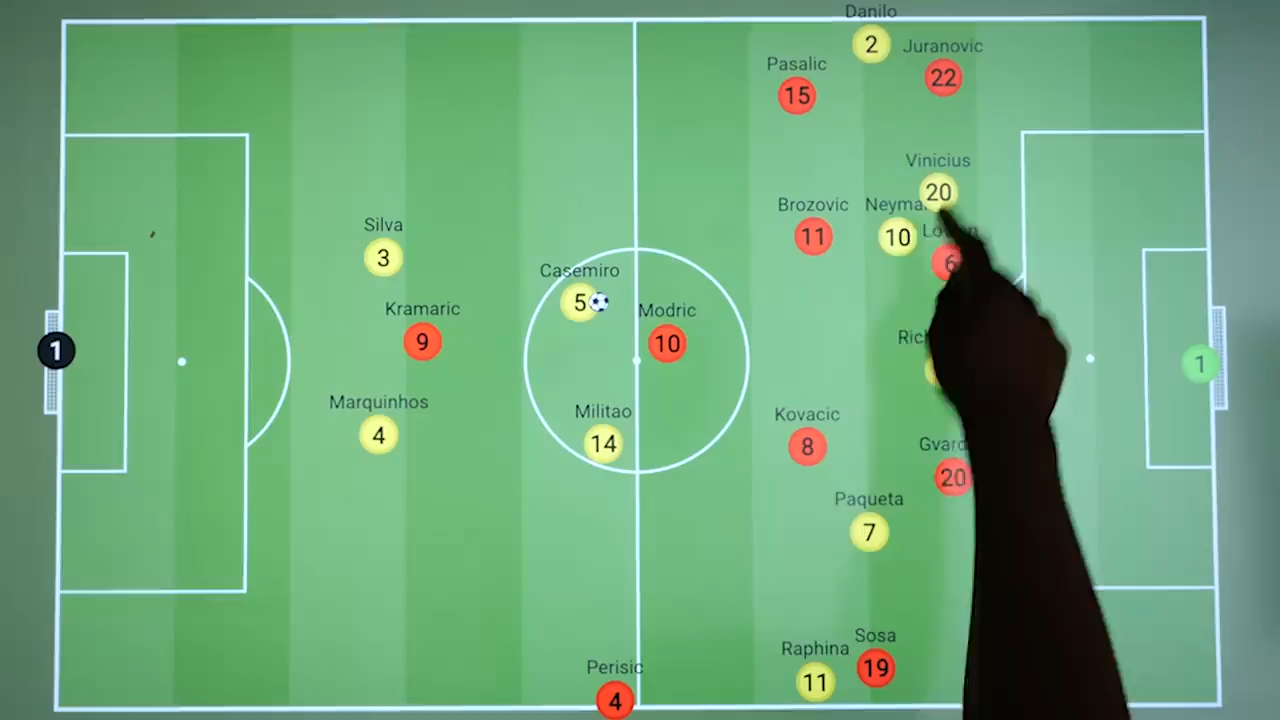 Danilo
2
Juranovic
22
Pasalic
15
Vinicius
20
Brozovic
11
Neymar
10
6
Silva
3
Casemiro
5
Modric
10
Kramaric
9
1
1
Marquinhos
4
Militao
14
Kovacic
8
20
Paqueta
7
Raphina
11
Sosa
19
Perisic
4